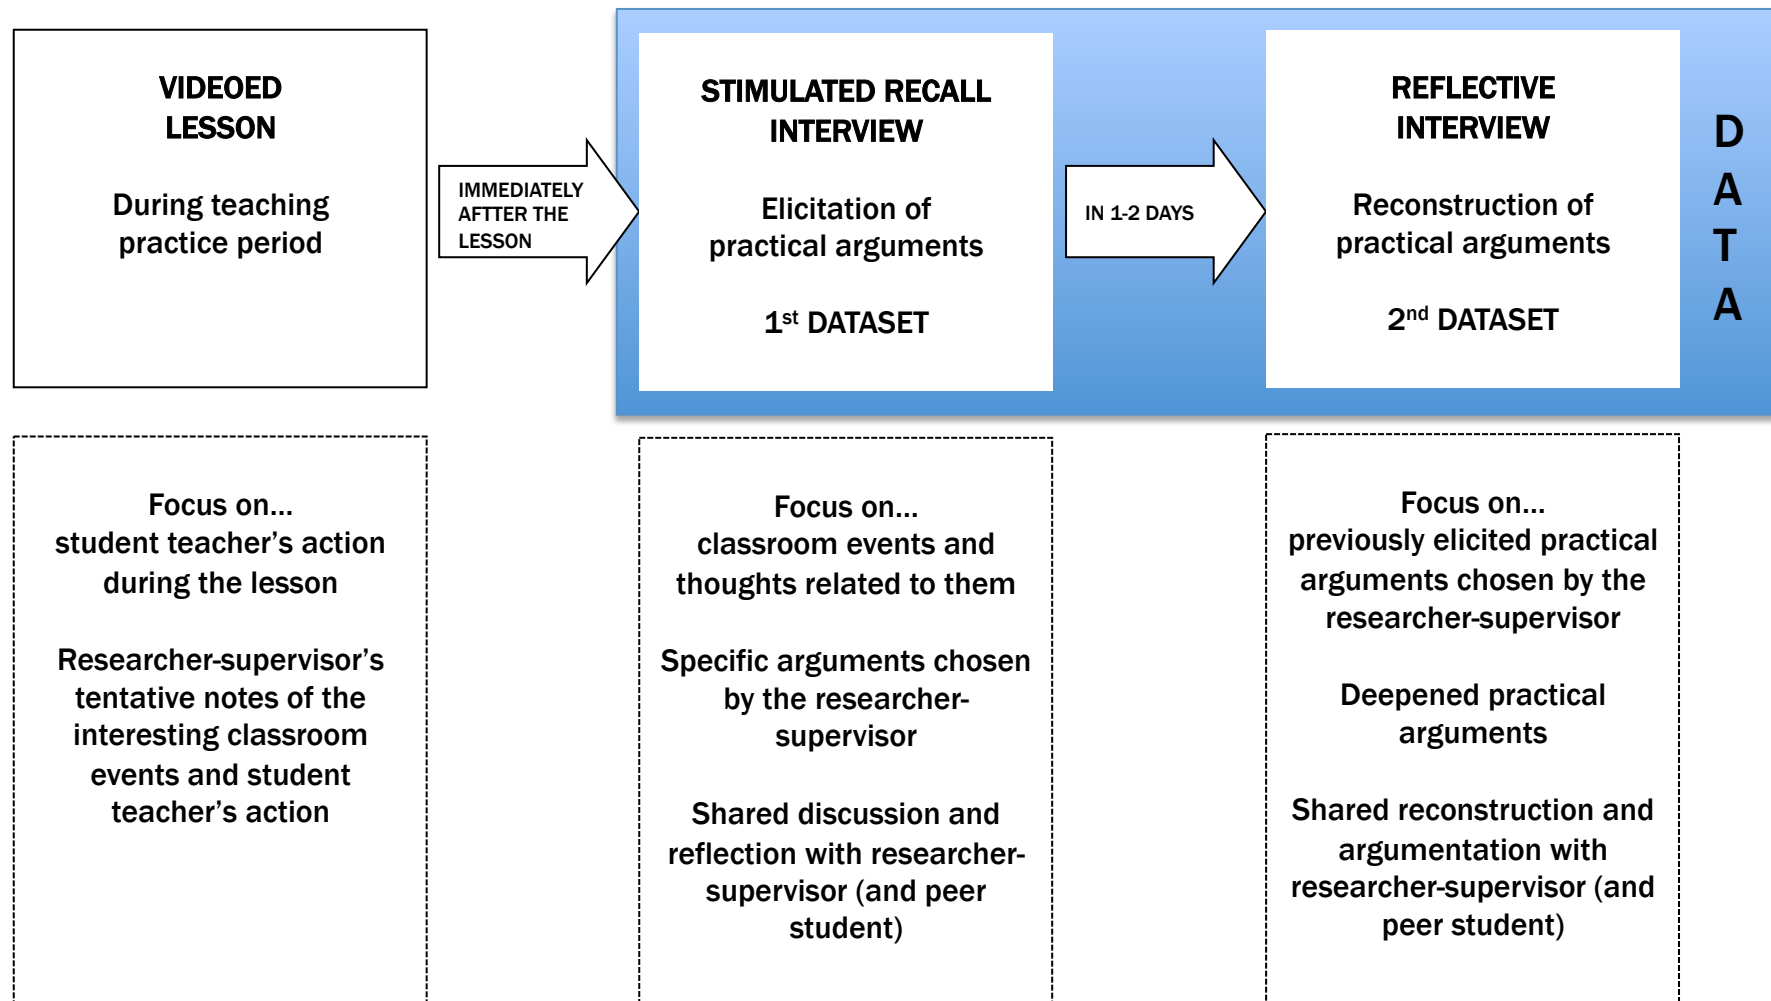 VIDEOED
LESSON
During teaching
practice period
IMMEDIATELY
AFTTER THE
LESSON
STIMULATED RECALL
INTERVIEW
Elicitation of
practical arguments
1st DATASET
IN 1-2 DAYS
REFLECTIVE
INTERVIEW
Reconstruction of
practical arguments
2nd DATASET
D
A
T
A
Focus on...
student teacher’s action
during the lesson
Researcher-supervisor’s
tentative notes of the
interesting classroom
events and student
teacher’s action
Focus on...
classroom events and
thoughts related to them
Specific arguments chosen
by the researcher-
supervisor
Shared discussion and
reflection with researcher-
supervisor (and peer
student)
Focus on...
previously elicited practical
arguments chosen by the
researcher-supervisor
Deepened practical
arguments
Shared reconstruction and
argumentation with
researcher-supervisor (and
peer student)